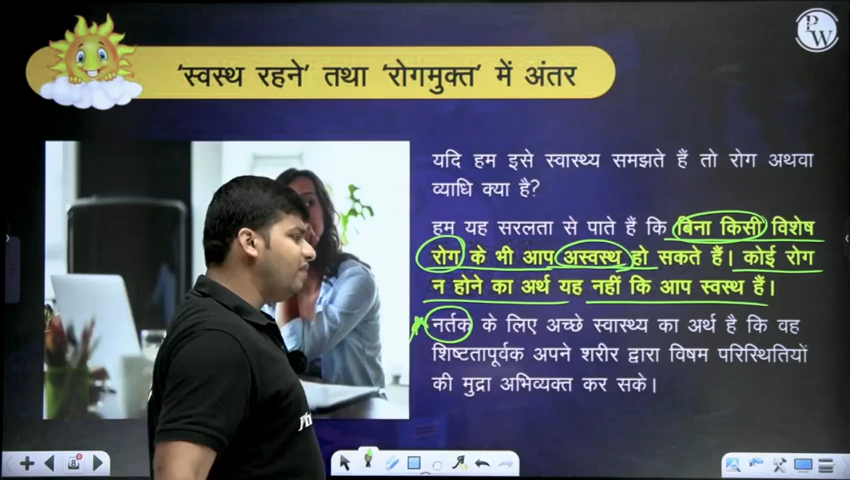 PW
'स्वस्थ रहने' तथा 'रोगमुक्त' में अंतर
यदि हम इसे स्वास्थ्य समझते हैं तो रोग अथवा
व्याधि क्या है?
हम यह सरलता से पाते हैं कि बिना किसी विशेष
रोग के भी आप अस्वस्थ हो सकते हैं। कोई रोग
न होने का अर्थ यह नहीं कि आप स्वस्थ हैं।
नर्तक के लिए अच्छे स्वास्थ्य का अर्थ है कि वह
शिष्टतापूर्वक अपने शरीर द्वारा विषम परिस्थितियों
की मुद्रा अभिव्यक्त कर सके।